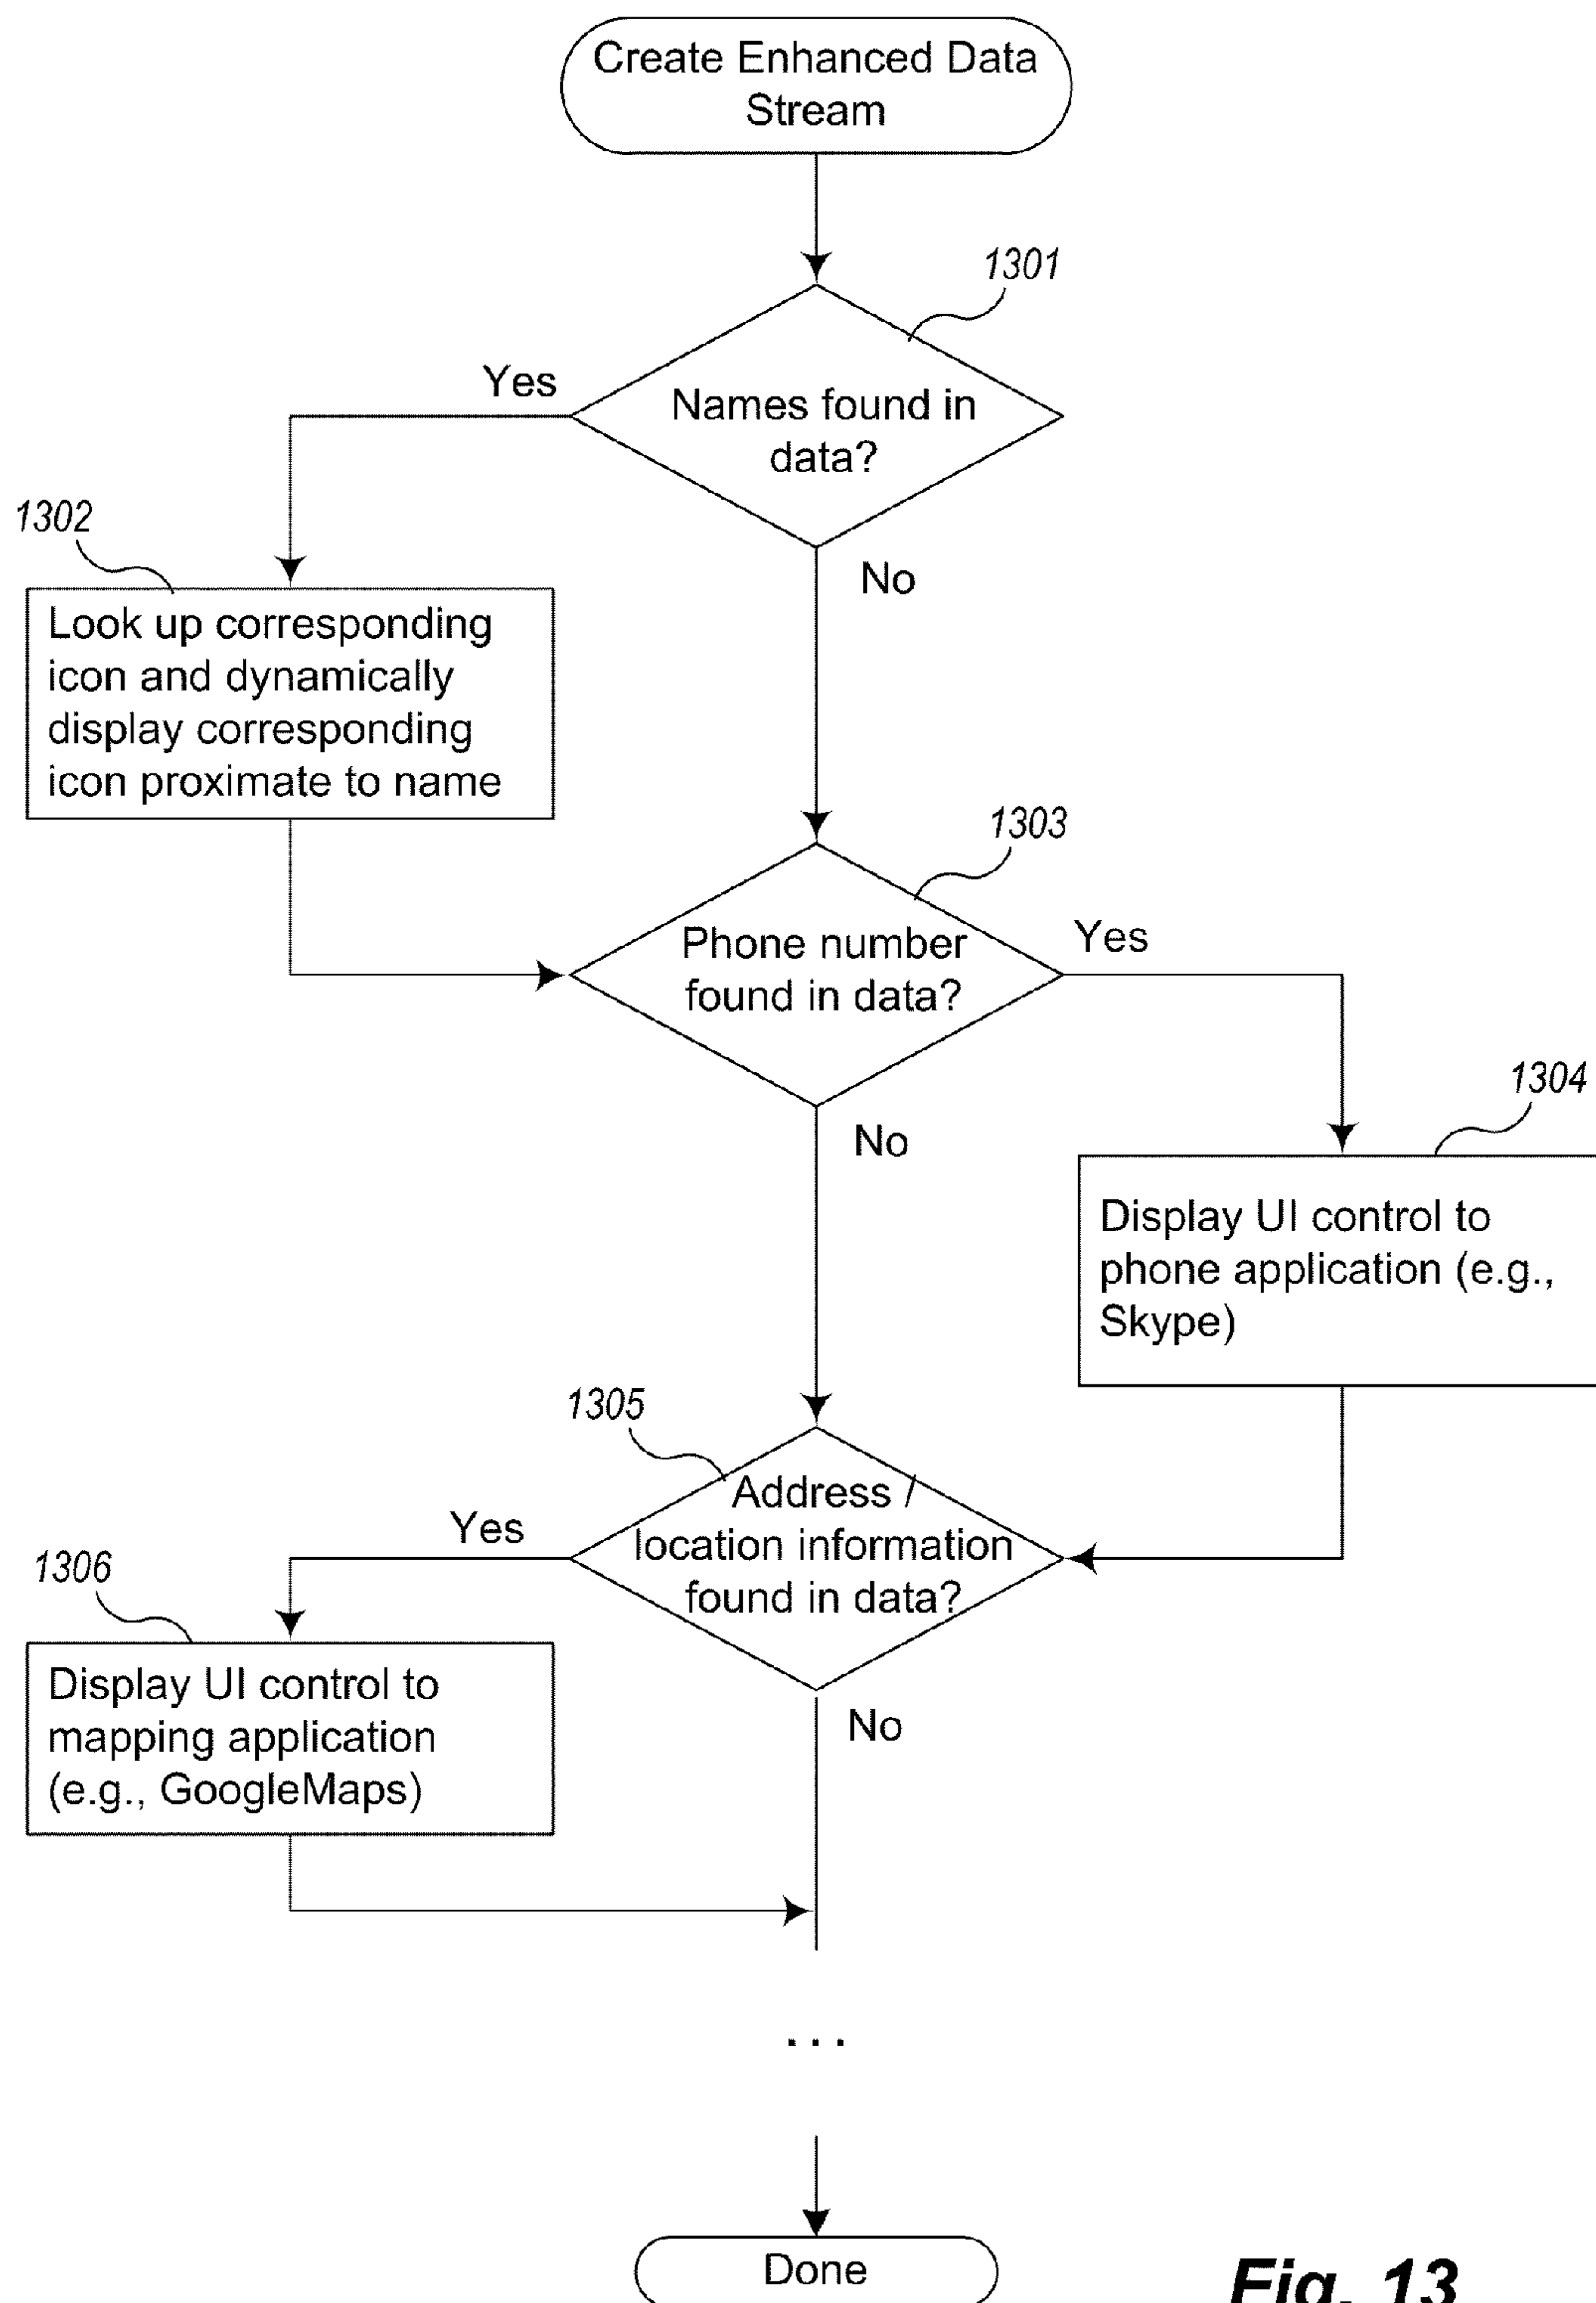 Create Enhanced Data
Stream
1301
Yes
Names found in
data?
1302
No
Look up corresponding
icon and dynamically
display corresponding
icon proximate to name
1303
Phone number
found in data?
Yes
1304
No
Display UI control to
phone application (e.g.,
Skype)
1305
Address /
location information
found in data?
Yes
1306
No
Display UI control to
mapping application
(e.g., GoogleMaps)
...
Done
Fig. 13